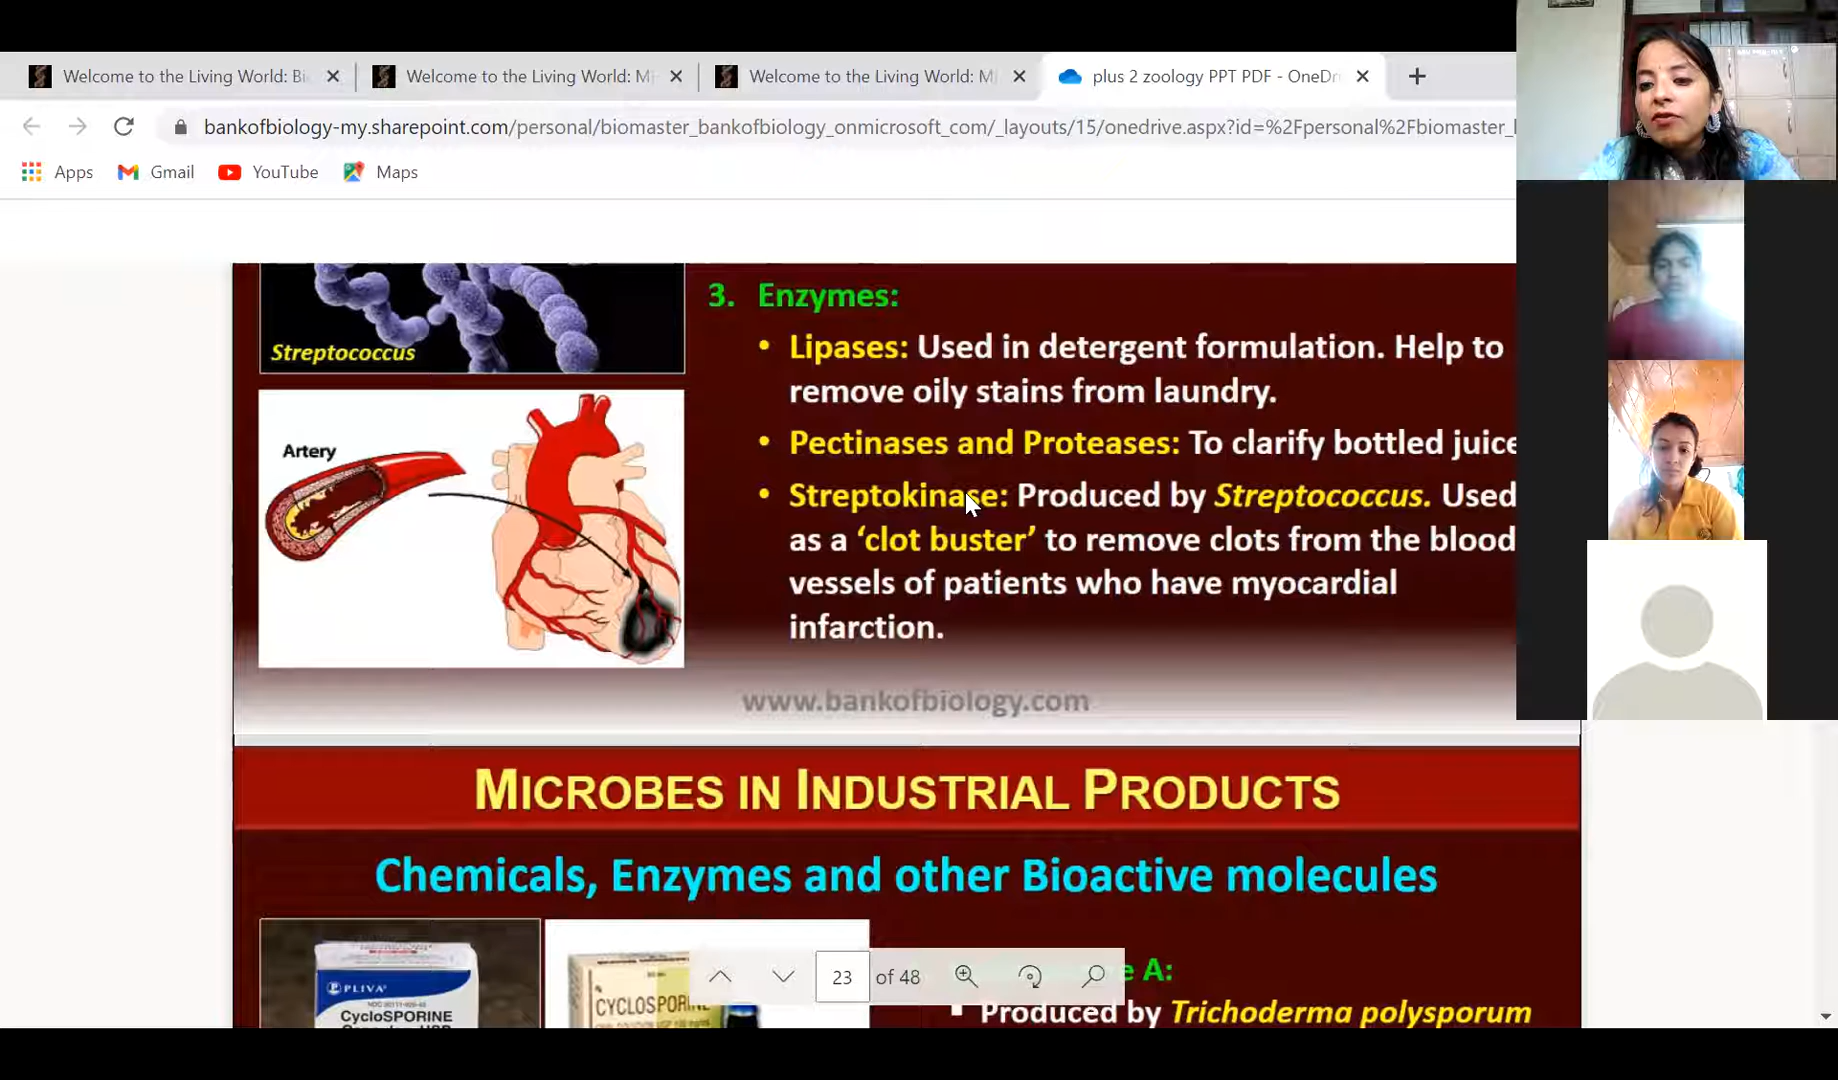 Welcome to the Living World: Bi
Welcome to the Living World: M
Welcome to the Living World: M
plus 2 zoology PPT PDF - OneDri
bankofbiology-my.sharepoint.com/personal/biomaster_bankofbiology_onmicrosoft_com/_layouts/15/onedrive.aspx?id=%2Fpersonal%2Fbiomaster_
Apps
Gmail
YouTube
Maps
Streptococcus
Artery
3. Enzymes:
• Lipases: Used in detergent formulation. Help to
remove oily stains from laundry.
• Pectinases and Proteases: To clarify bottled juice
• Streptokinase: Produced by Streptococcus. Used
as a ‘clot buster’ to remove clots from the blood
vessels of patients who have myocardial
infarction.
www.bankofbiology.com
MICROBES IN INDUSTRIAL PRODUCTS
Chemicals, Enzymes and other Bioactive molecules
PLIVA
CycloSPORINE
CYCLOSPORINE
e A:
▪ Produced by Trichoderma polysporum
23 of 48